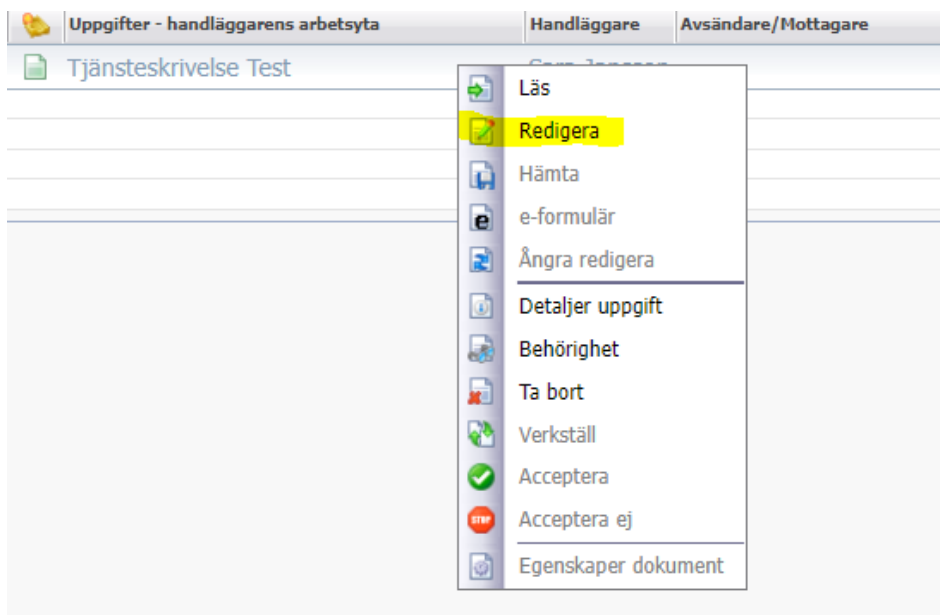 Uppgifter - handläggarens arbetsyta Handläggare Avsändare/Mottagare
Tjänsteskrivelse Test
Läs
Redigera
Hämta
e-formulär
Ångra redigera
Detaljer uppgift
Behörighet
Ta bort
Verkställ
Acceptera
STOP Acceptera ej
Egenskaper dokument